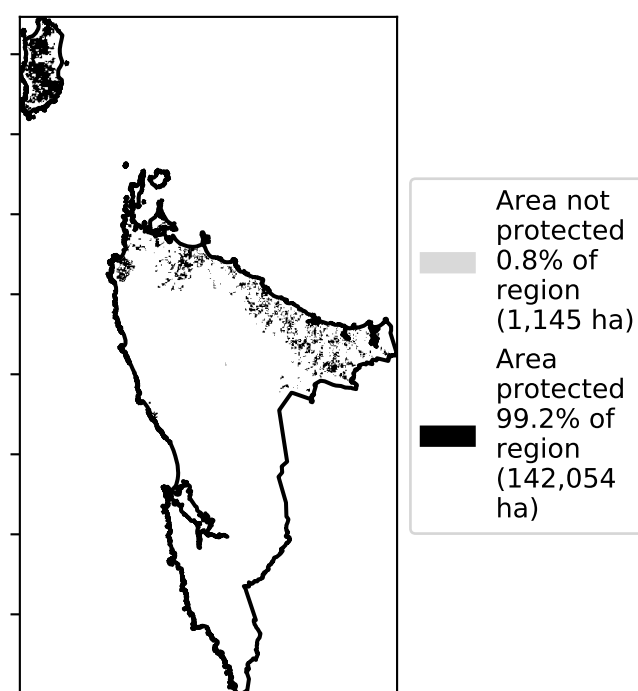 Area not
protected
0.8% of
region
(1,145 ha)
Area
protected
99.2% of
region
(142,054
ha)